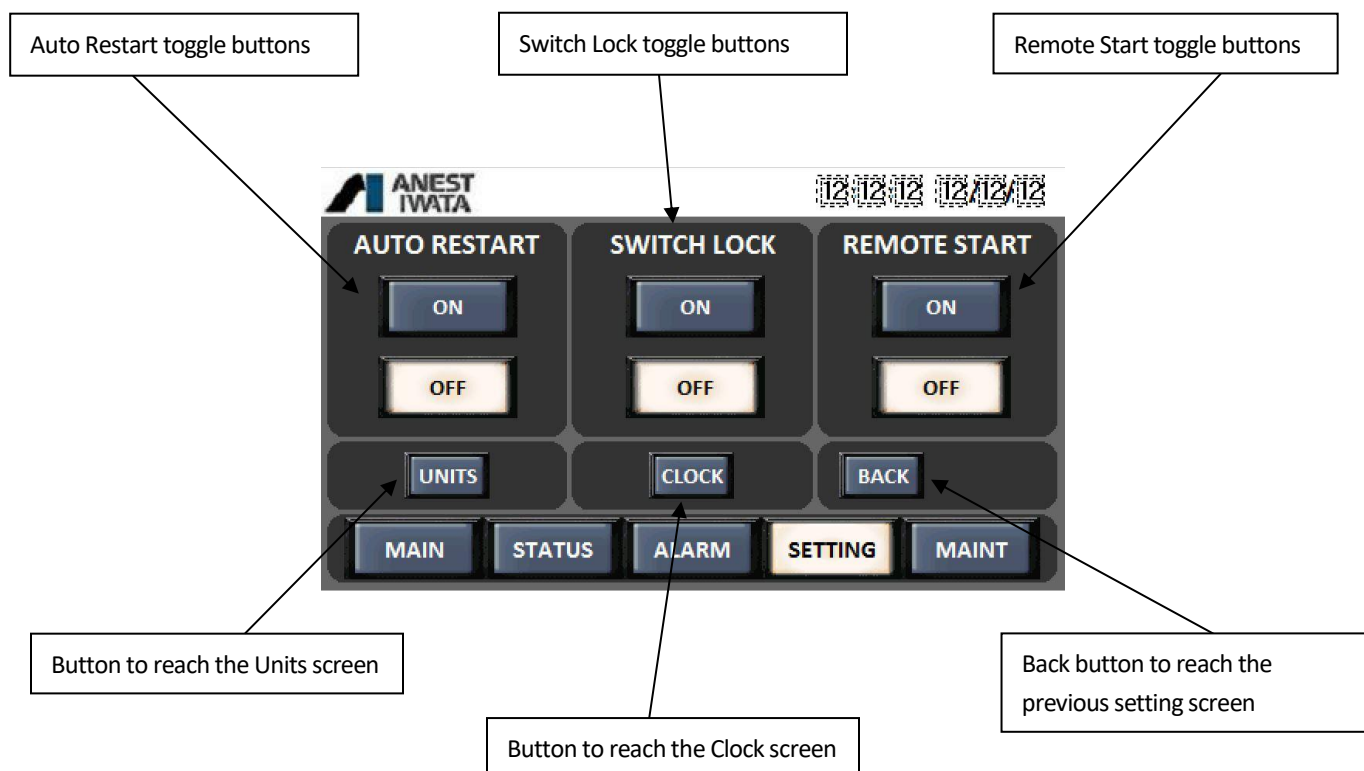 Auto Restart toggle buttons
Switch Lock toggle buttons
Remote Start toggle buttons
ANEST
IWATA
12:12:12 12/12/12
AUTO RESTART
SWITCH LOCK
REMOTE START
ON
ON
ON
OFF
OFF
OFF
UNITS
CLOCK
BACK
MAIN
STATUS
ALARM
SETTING
MAINT
Button to reach the Units screen
Back button to reach the
previous setting screen
Button to reach the Clock screen